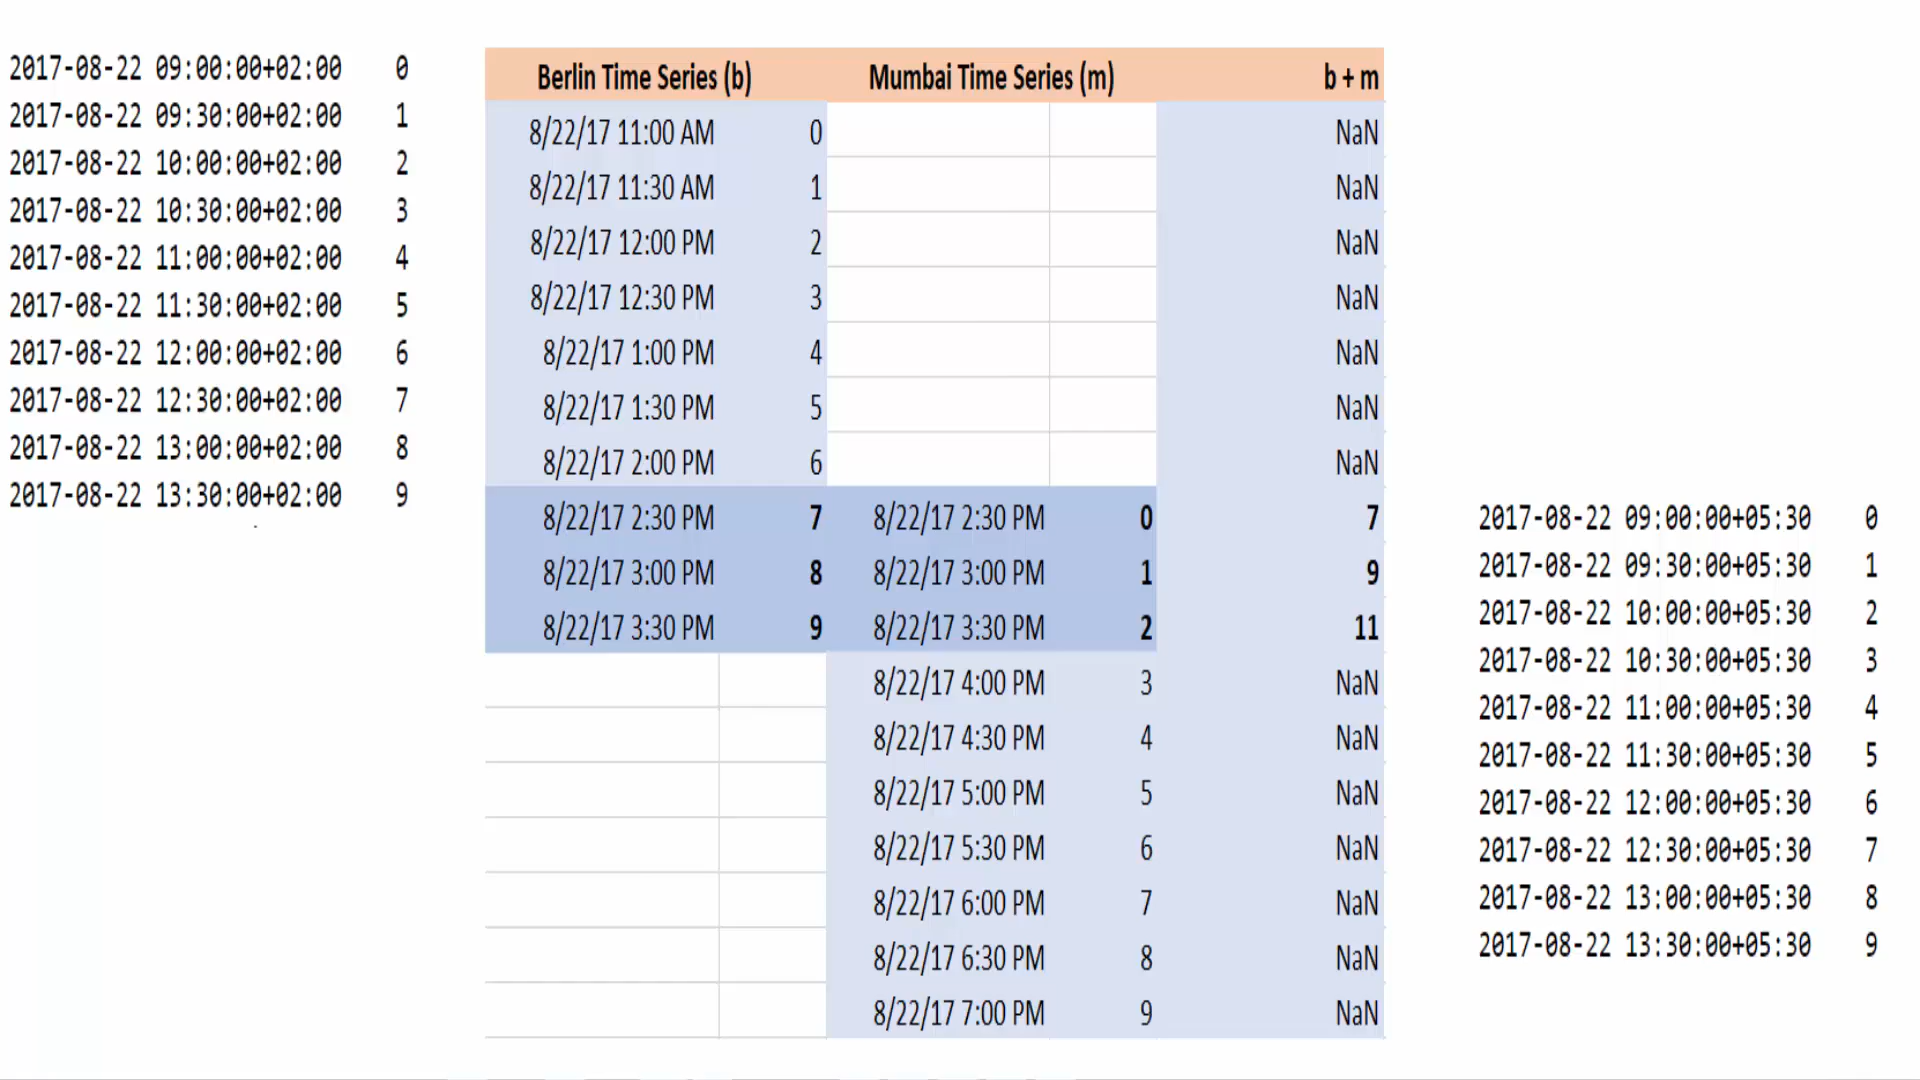 2017-08-22 09:00:00+02:00 0
2017-08-22 09:30:00+02:00 1
2017-08-22 10:00:00+02:00 2
2017-08-22 10:30:00+02:00 3
2017-08-22 11:00:00+02:00 4
2017-08-22 11:30:00+02:00 5
2017-08-22 12:00:00+02:00 6
2017-08-22 12:30:00+02:00 7
2017-08-22 13:00:00+02:00 8
2017-08-22 13:30:00+02:00 9
Berlin Time Series (b) Mumbai Time Series (m) b + m
8/22/17 11:00 AM 0 NaN
8/22/17 11:30 AM 1 NaN
8/22/17 12:00 PM 2 NaN
8/22/17 12:30 PM 3 NaN
8/22/17 1:00 PM 4 NaN
8/22/17 1:30 PM 5 NaN
8/22/17 2:00 PM 6 NaN
8/22/17 2:30 PM 7 8/22/17 2:30 PM 0 7
8/22/17 3:00 PM 8 8/22/17 3:00 PM 1 9
8/22/17 3:30 PM 9 8/22/17 3:30 PM 2 11
8/22/17 4:00 PM 3 NaN
8/22/17 4:30 PM 4 NaN
8/22/17 5:00 PM 5 NaN
8/22/17 5:30 PM 6 NaN
8/22/17 6:00 PM 7 NaN
8/22/17 6:30 PM 8 NaN
8/22/17 7:00 PM 9 NaN
2017-08-22 09:00:00+05:30 0
2017-08-22 09:30:00+05:30 1
2017-08-22 10:00:00+05:30 2
2017-08-22 10:30:00+05:30 3
2017-08-22 11:00:00+05:30 4
2017-08-22 11:30:00+05:30 5
2017-08-22 12:00:00+05:30 6
2017-08-22 12:30:00+05:30 7
2017-08-22 13:00:00+05:30 8
2017-08-22 13:30:00+05:30 9